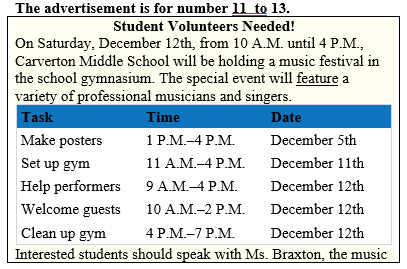 The advertisement is for number 11 to 13.
Student Volunteers Needed!
On Saturday, December 12th, from 10 A.M. until 4 P.M.,
Carverton Middle School will be holding a music festival in
the school gymnasium. The special event will feature a
variety of professional musicians and singers.
Task Time Date
Make posters 1 P.M.–4 P.M. December 5th
Set up gym 11 A.M.–4 P.M. December 11th
Help performers 9 A.M.–4 P.M. December 12th
Welcome guests 10 A.M.–2 P.M. December 12th
Clean up gym 4 P.M.–7 P.M. December 12th
Interested students should speak with Ms. Braxton, the music